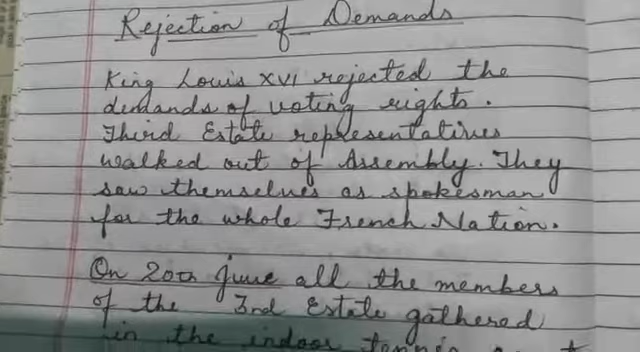 Rejection of Demands
King Louis XVI rejected the
demands of voting rights.
Third Estate representatives
walked out of Assembly. They
saw themselves as spokesman
for the whole French Nation.
On 20th June all the members
of the 3rd Estate gathered
in the indoor tennis